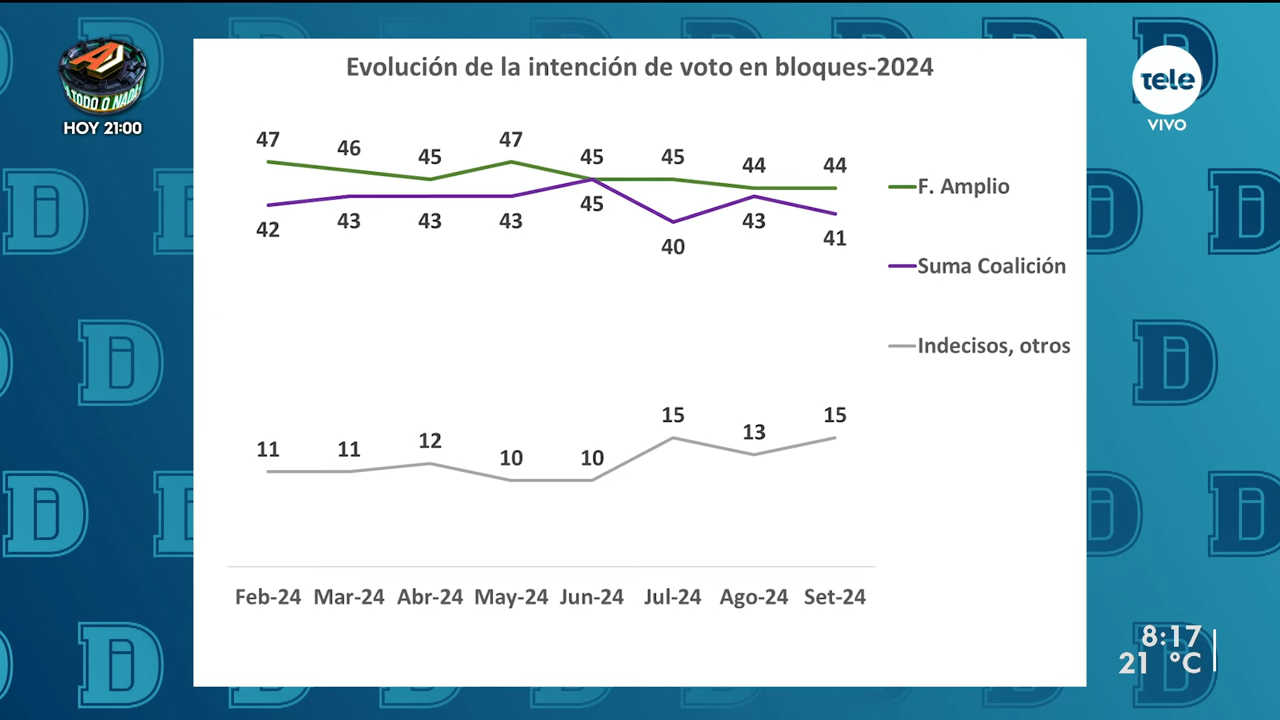 A TODO O NADA
HOY 21:00
tele
VIVO
Evolución de la intención de voto en bloques-2024
47 46 45 47 45 45 44 44
42 43 43 43 45 40 43 41
11 11 12 10 10 15 13 15
F. Amplio
Suma Coalición
Indecisos, otros
Feb-24 Mar-24 Abr-24 May-24 Jun-24 Jul-24 Ago-24 Set-24
8:17
21 °C